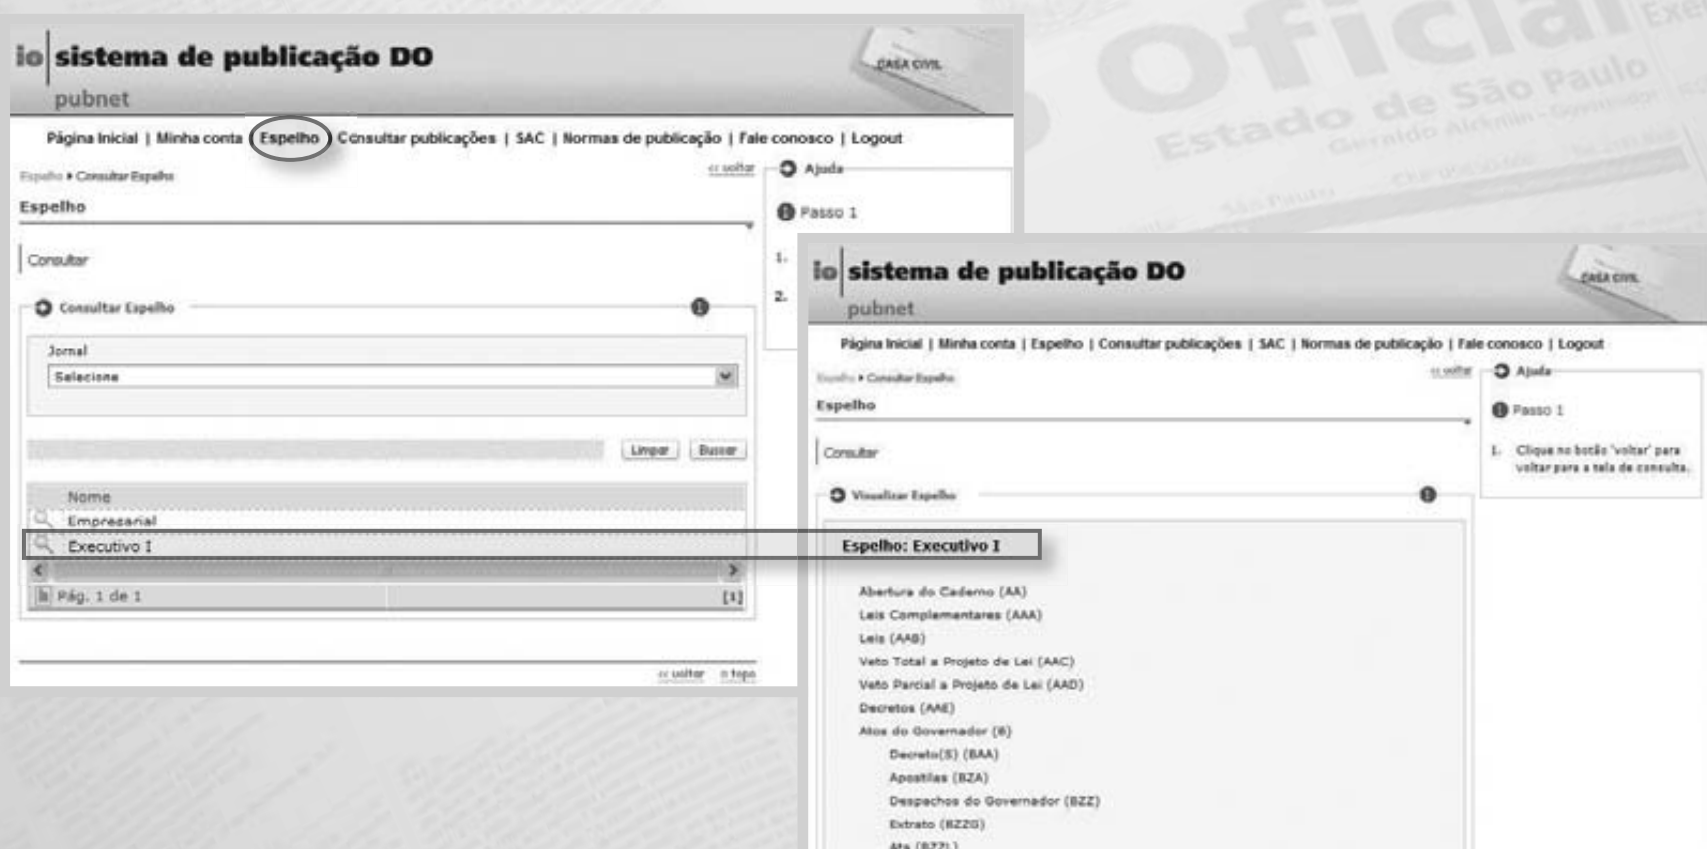 io sistema de publicação DO
pubnet
CASA CIVIL
Página Inicial | Minha conta | Espelho | Consultar publicações | SAC | Normas de publicação | Fale conosco | Logout
Espelho Consultar Espelho
<< voltar
Espelho
Consultar
Consultar Espelho
Jornal
Selecione
Limpar Buscar
Nome
Empresarial
Executivo I
Pág. 1 de 1 [1]
<< voltar
topo
Ajuda
Passo 1
1.
2.
Oficial
Estado de São Paulo
Geraldo Alckmin - Governador
São Paulo
io sistema de publicação DO
pubnet
CASA CIVIL
Página Inicial | Minha conta | Espelho | Consultar publicações | SAC | Normas de publicação | Fale conosco | Logout
Espelho Consultar Espelho
<< voltar
Espelho
Consultar
Visualizar Espelho
Espelho: Executivo I
Abertura do Caderno (AA)
Leis Complementares (AAA)
Leis (AAB)
Veto Total a Projeto de Lei (AAC)
Veto Parcial a Projeto de Lei (AAD)
Decretos (AAE)
Atos do Governador (B)
Decreto(S) (BAA)
Apostilas (BZA)
Despachos do Governador (BZZ)
Extrato (BZZG)
Ata (BZZL)
Ajuda
Passo 1
1. Clique no botão 'voltar' para
voltar para a tela de consulta.